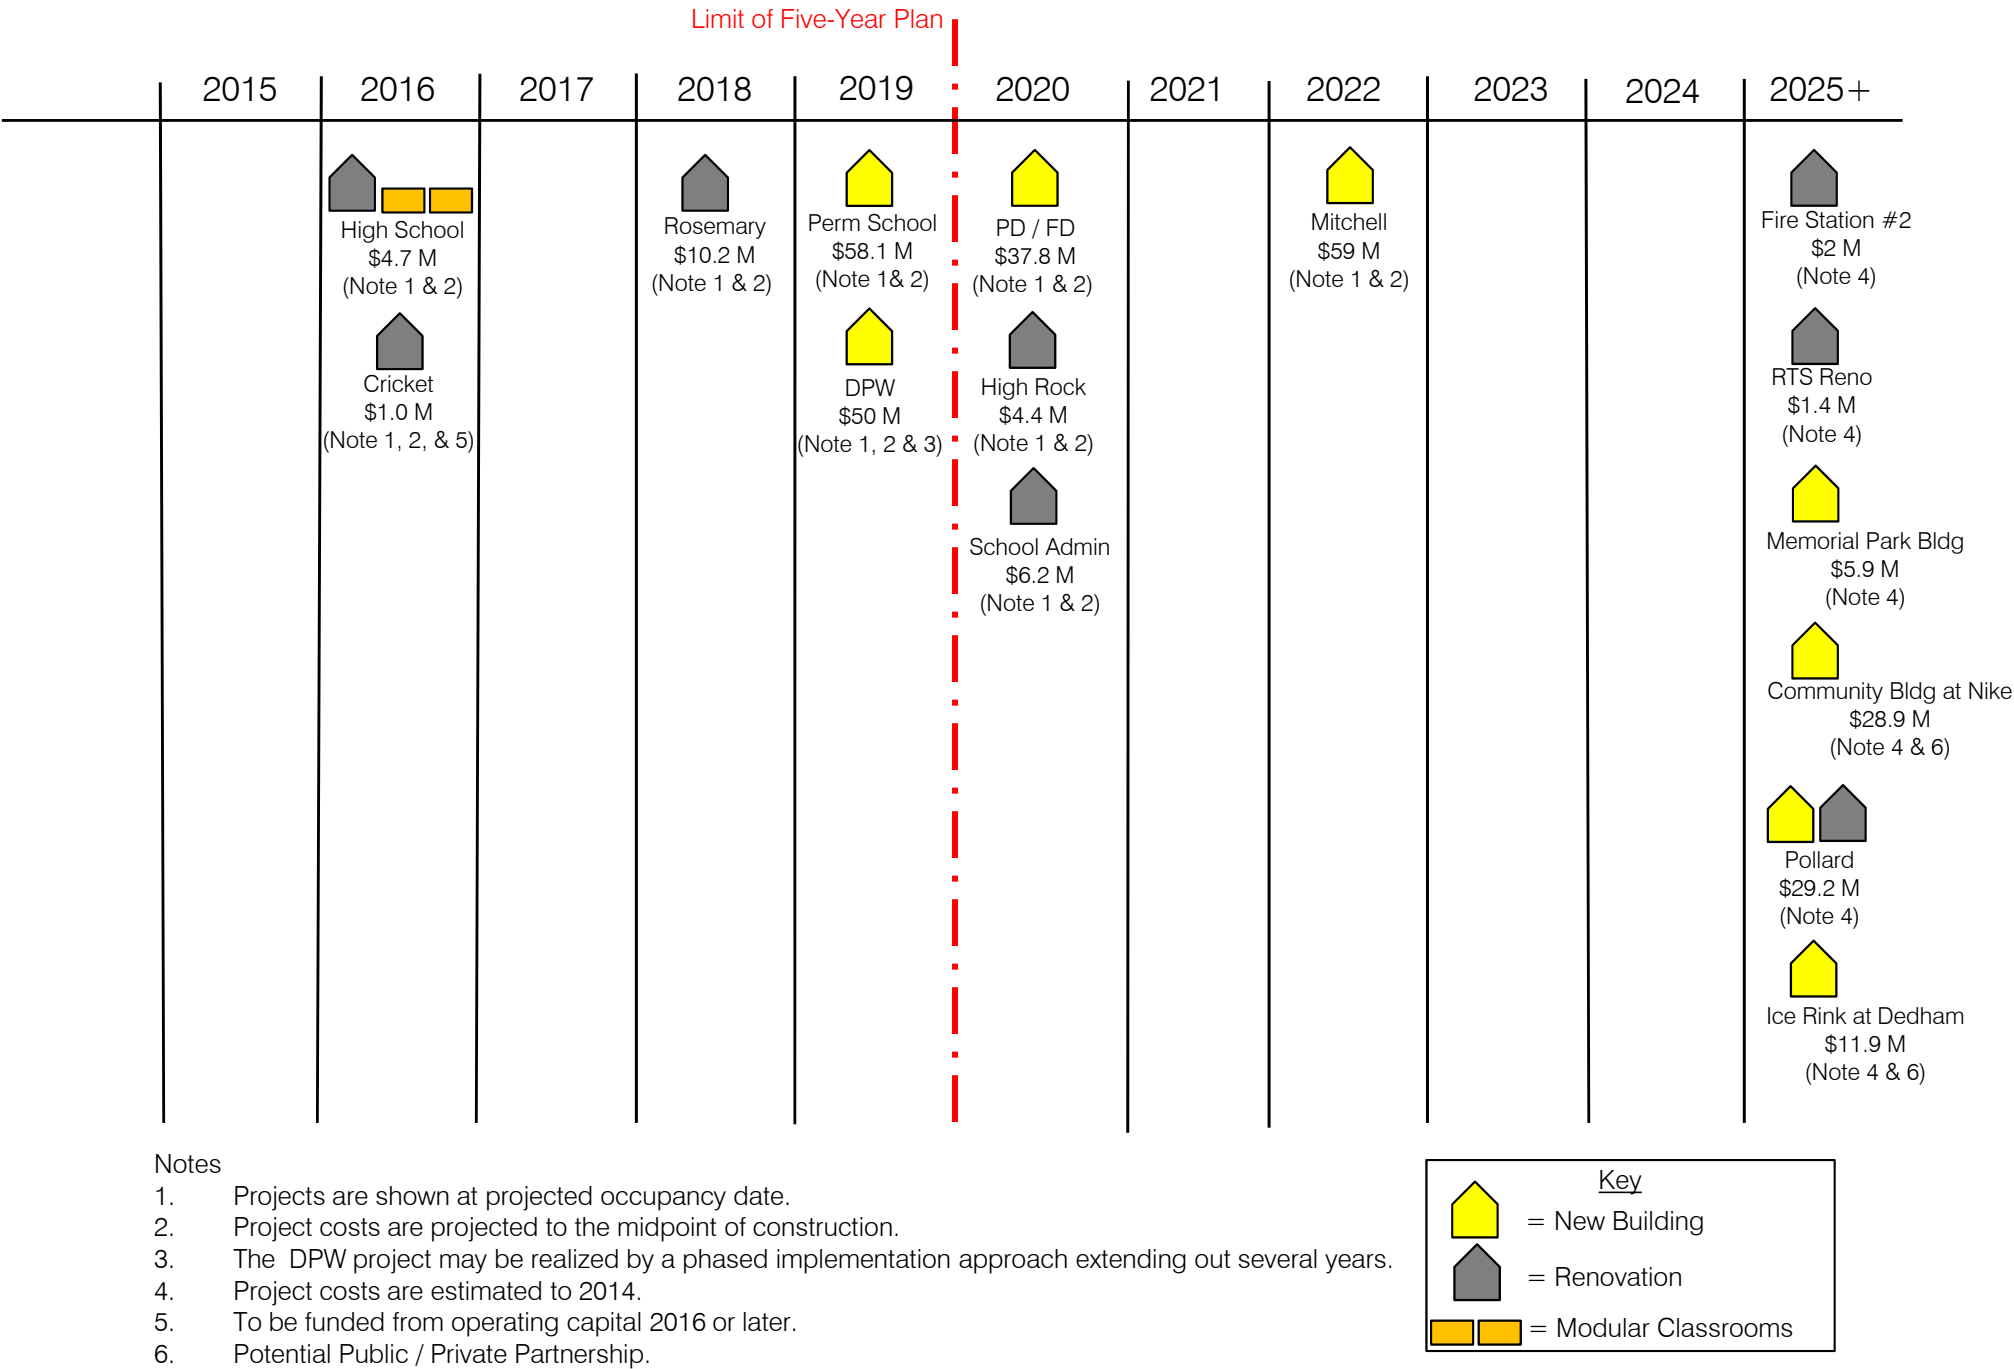 Limit of Five-Year Plan
2015 2016 2017 2018 2019 2020 2021 2022 2023 2024 2025+
High School
$4.7 M
(Note 1 & 2)
Cricket
$1.0 M
(Note 1, 2, & 5)
Rosemary
$10.2 M
(Note 1 & 2)
Perm School
$58.1 M
(Note 1& 2)
DPW
$50 M
(Note 1, 2 & 3)
PD / FD
$37.8 M
(Note 1 & 2)
High Rock
$4.4 M
(Note 1 & 2)
School Admin
$6.2 M
(Note 1 & 2)
Mitchell
$59 M
(Note 1 & 2)
Fire Station #2
$2 M
(Note 4)
RTS Reno
$1.4 M
(Note 4)
Memorial Park Bldg
$5.9 M
(Note 4)
Community Bldg at Nike
$28.9 M
(Note 4 & 6)
Pollard
$29.2 M
(Note 4)
Ice Rink at Dedham
$11.9 M
(Note 4 & 6)
Notes
1. Projects are shown at projected occupancy date.
2. Project costs are projected to the midpoint of construction.
3. The DPW project may be realized by a phased implementation approach extending out several years.
4. Project costs are estimated to 2014.
5. To be funded from operating capital 2016 or later.
6. Potential Public / Private Partnership.
Key
= New Building
= Renovation
= Modular Classrooms